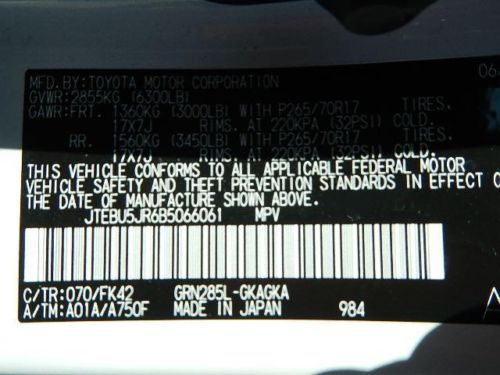 MFD. BY: TOYOTA MOTOR CORPORATION 06
GVWR: 2855KG (6300LB)
GAWR: FRT. 1360KG (3000LB) WITH P265/70R17
17X7J RIMS. AT 220KPA (32PSI) COLD.
RR. 1560KG (3450LB) WITH P265/70R17
17X7J RIMS. AT 220KPA (32PSI) COLD.
THIS VEHICLE CONFORMS TO ALL APPLICABLE FEDERAL MOTOR
VEHICLE SAFETY AND THEFT PREVENTION STANDARDS IN EFFECT
THE DATE OF MANUFACTURE SHOWN ABOVE.
JTEBU5JR6B5066061 MPV
C/TR: 070/FK42 GRN285L-GKAGKA
A/TM: A01A/A750F MADE IN JAPAN 984